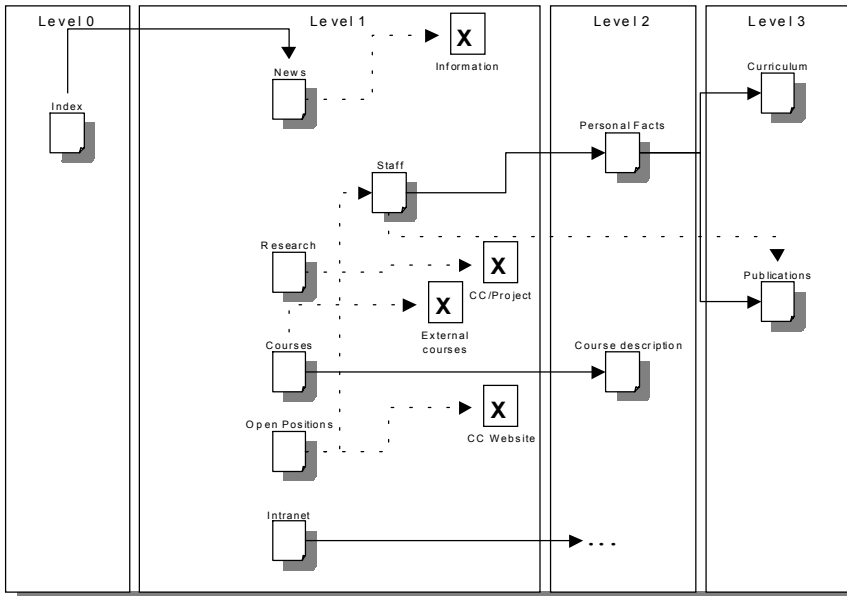 Level 0
Level 1
Level 2
Level 3
News
X
Information
Curriculum
Index
Personal Facts
Staff
Research
X
CC/Project
Publications
X
External
courses
Courses
Course description
Open Positions
X
CC Website
Intranet
...